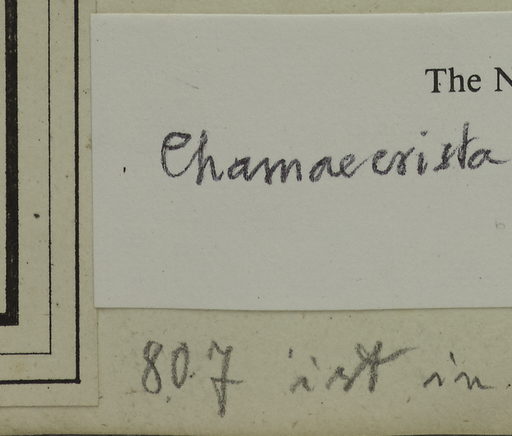 The N
Chamaecrista
807 ist in